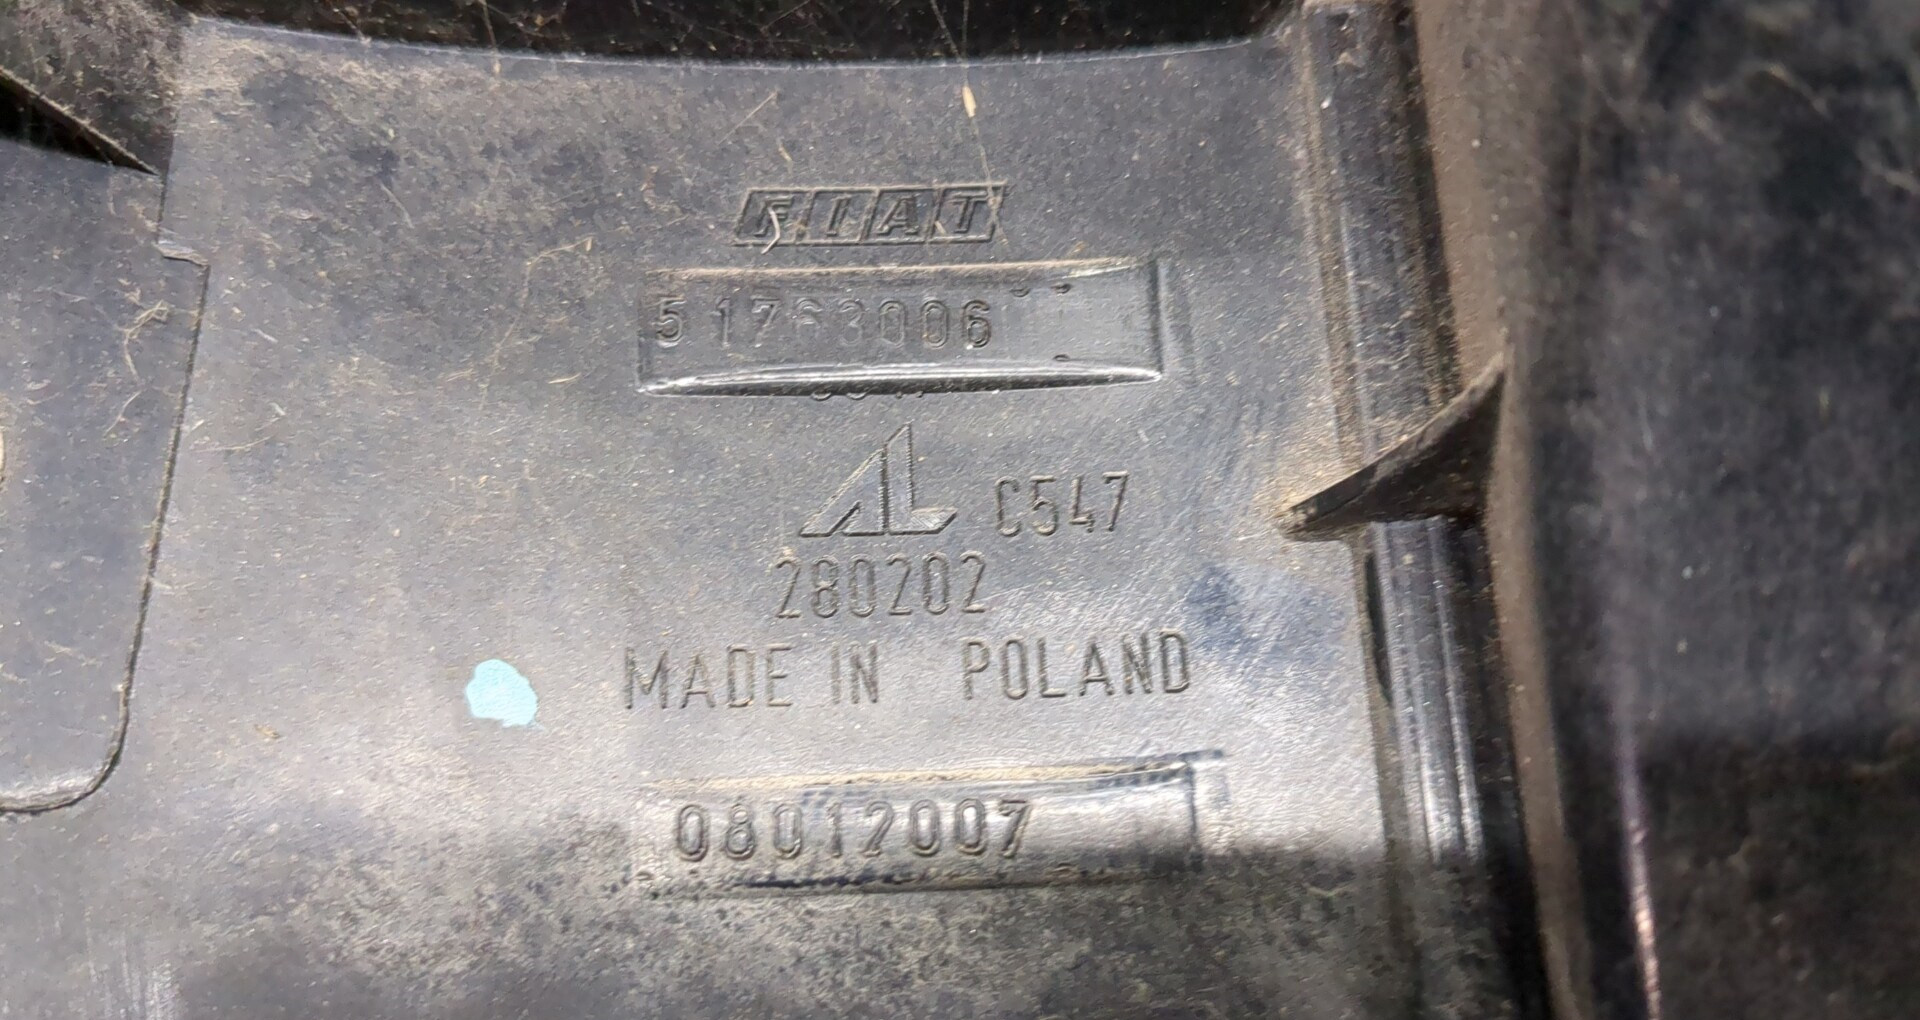 FIAT
51763006
AL C547
280202
MADE IN POLAND
08012007